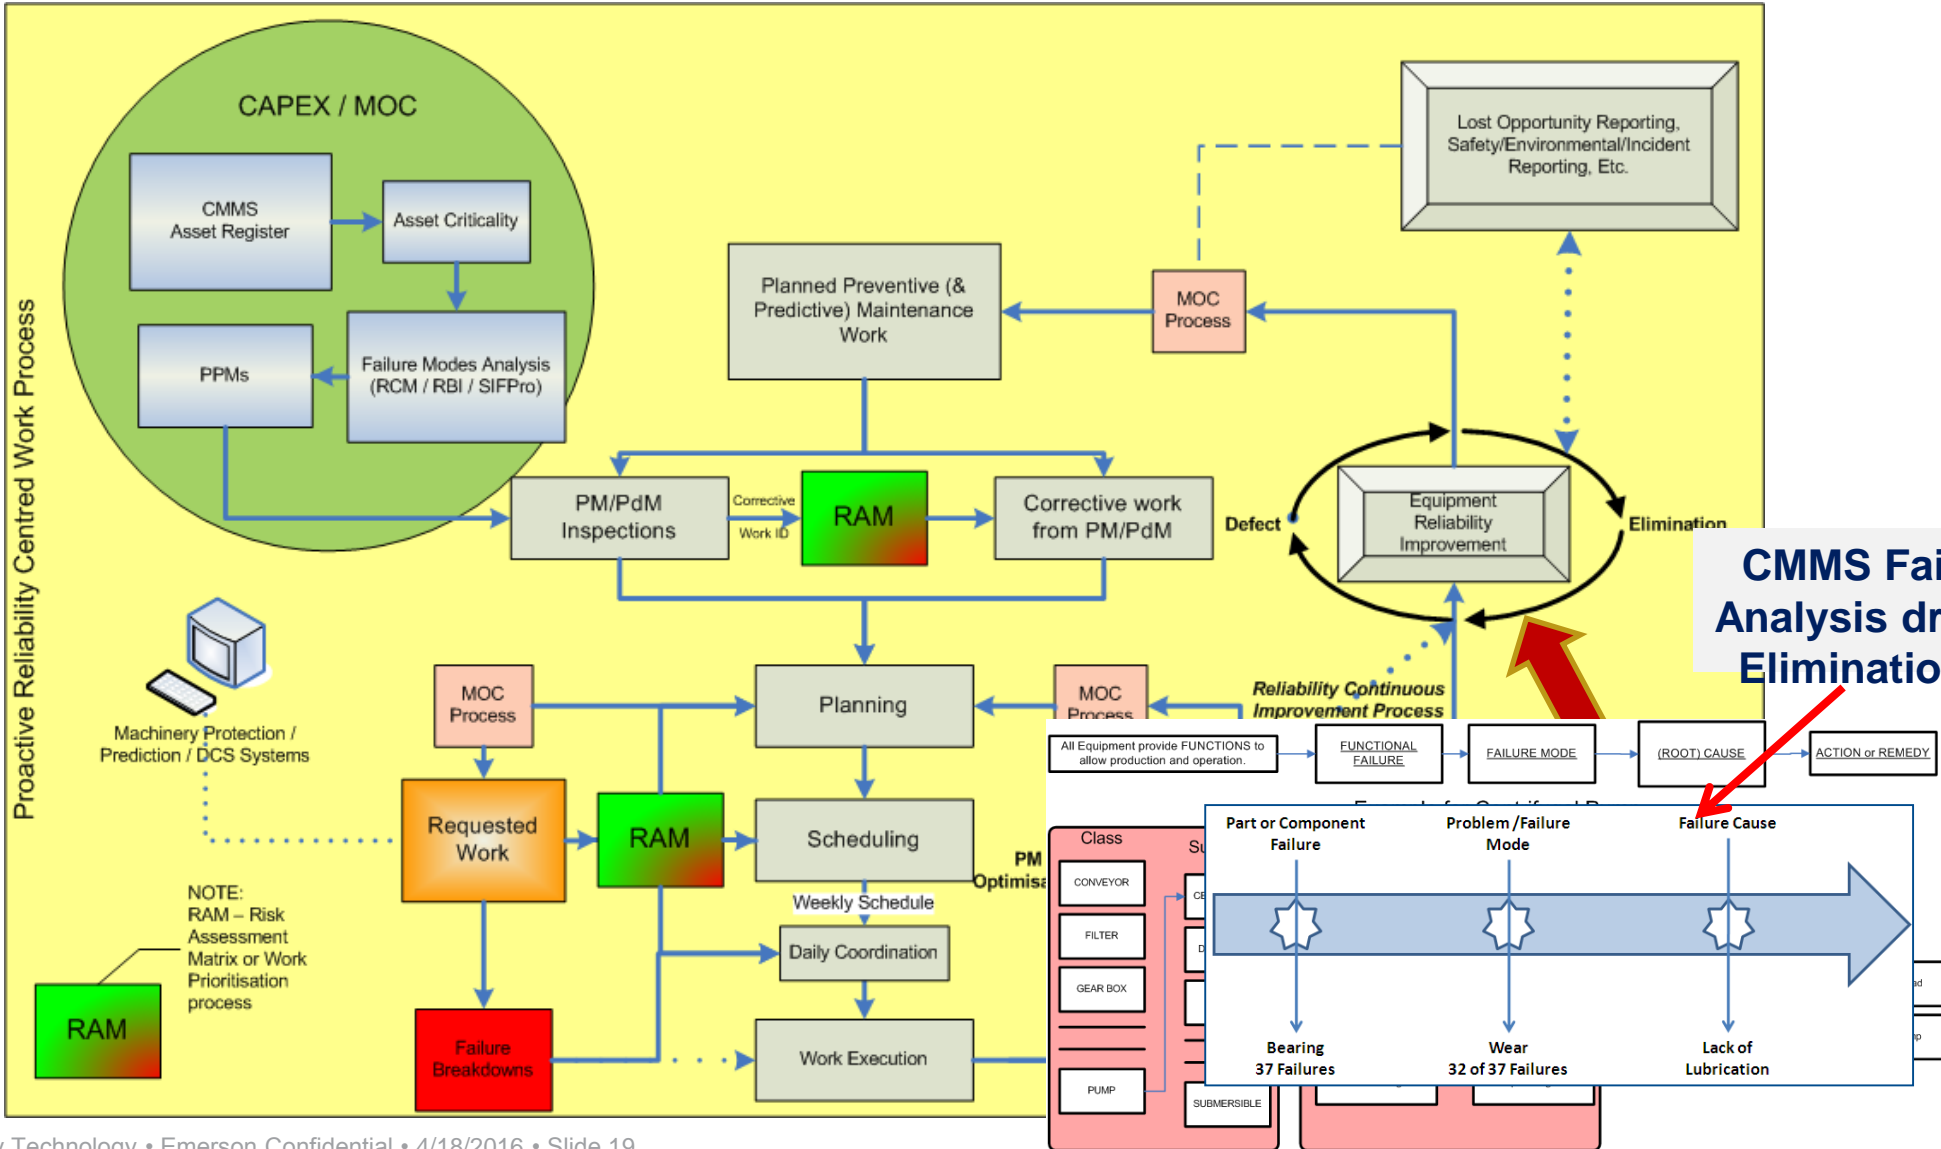 Proactive Reliability Centred Work Process
CAPEX / MOC
CMMS
Asset Register
Asset Criticality
PPMs
Failure Modes Analysis
(RCM / RBI / SIFPro)
Lost Opportunity Reporting,
Safety/Environmental/Incident
Reporting, Etc.
Planned Preventive (&
Predictive) Maintenance
Work
MOC
Process
PM/PdM
Inspections
Corrective
Work ID
RAM
Corrective work
from PM/PdM
Defect
Equipment
Reliability
Improvement
Elimination
CMMS Fai
Analysis dr
Eliminatio
Machinery Protection /
Prediction / DCS Systems
MOC
Process
Planning
MOC
Process
Reliability Continuous
Improvement Process
Requested
Work
RAM
Scheduling
PM
Optimisa
Weekly Schedule
Daily Coordination
NOTE:
RAM – Risk
Assessment
Matrix or Work
Prioritisation
process
RAM
Failure
Breakdowns
Work Execution
All Equipment provide FUNCTIONS to
allow production and operation.
FUNCTIONAL
FAILURE
FAILURE MODE
(ROOT) CAUSE
ACTION or REMEDY
Class
Su
CONVEYOR
FILTER
GEAR BOX
PUMP
CE
D
SUBMERSIBLE
Part or Component
Failure
Problem /Failure
Mode
Failure Cause
Bearing
37 Failures
Wear
32 of 37 Failures
Lack of
Lubrication
ad
y Technology • Emerson Confidential • 4/18/2016 • Slide 19